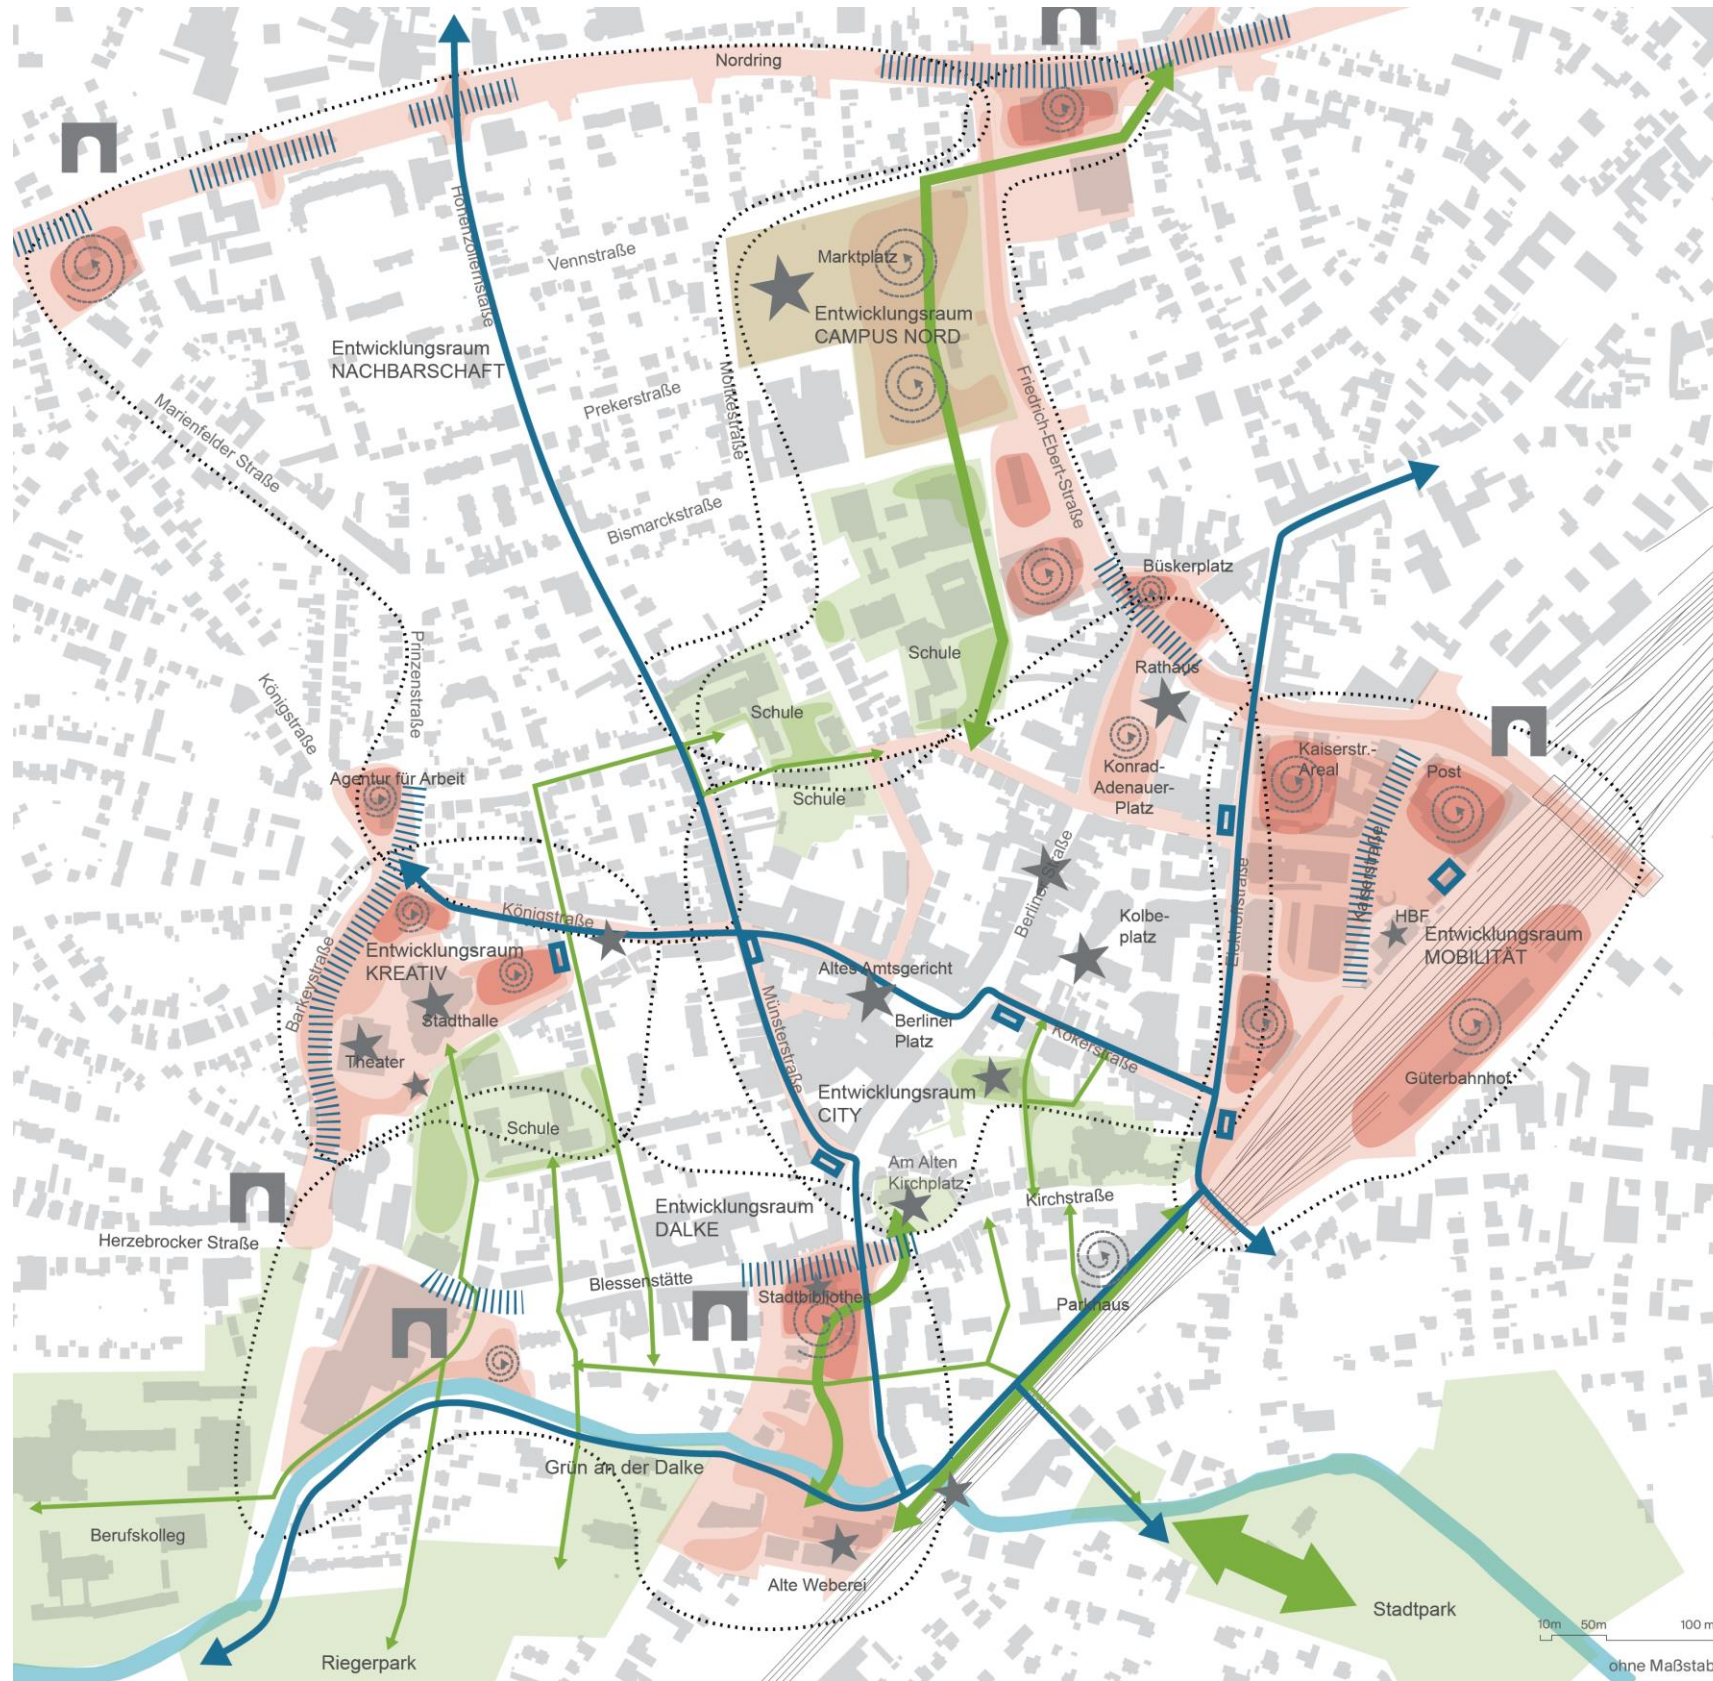 Nordring
Hohenzollernstaße
Vennstraße
Marktplatz
Entwicklungsraum
CAMPUS NORD
Entwicklungsraum
NACHBARSCHAFT
Prekerstraße
Moltkestraße
Friedrich-Ebert-Straße
Marienfelder Straße
Bismarckstraße
Büskerplatz
Prinzenstraße
Königstraße
Schule
Rathaus
Schule
Agentur für Arbeit
Konrad-
Adenauer-
Platz
Kaiserstr.-
Areal
Post
Schule
Berliner Straße
Kaiserstraße
Eickhoffstraße
Königstraße
Kolbe-
platz
HBF
Entwicklungsraum
MOBILITÄT
Entwicklungsraum
KREATIV
Barkeystraße
Altes Amtsgericht
Stadthalle
Berliner
Platz
Münsterstraße
Kökerstraße
Theater
Entwicklungsraum
CITY
Güterbahnhof
Schule
Am Alten
Kirchplatz
Kirchstraße
Entwicklungsraum
DALKE
Herzebrocker Straße
Blessenstätte
Stadtbibliothek
Parkhaus
Grün an der Dalke
Berufskolleg
Alte Weberei
Stadtpark
Riegerpark
10m 50m 100 m
ohne Maßstab